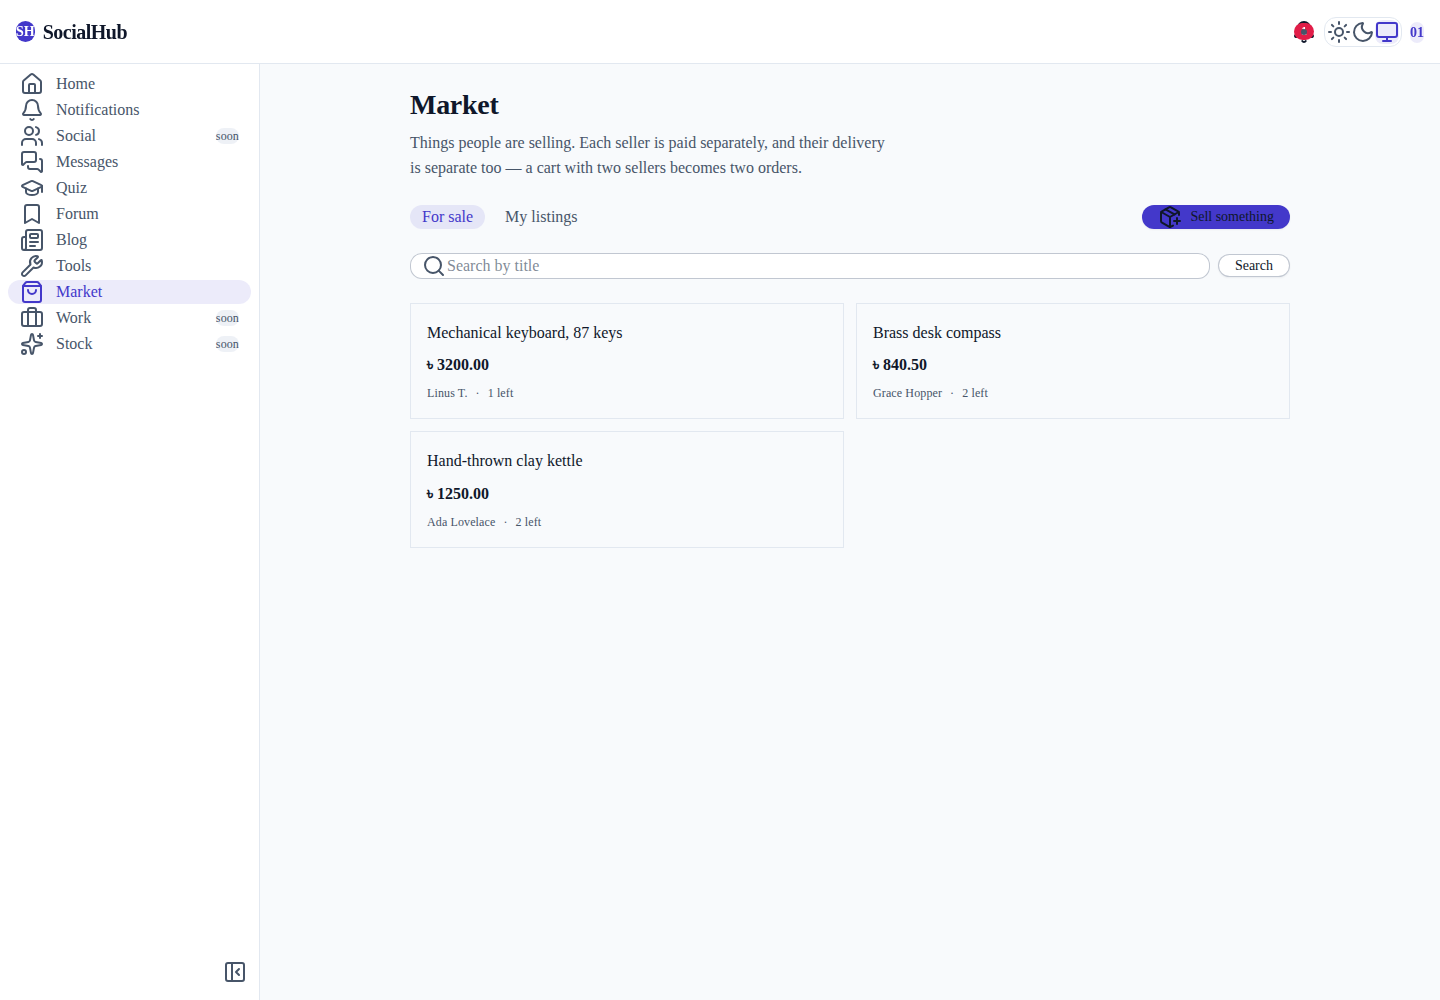 SH SocialHub
01
Home
Notifications
Social soon
Messages
Quiz
Forum
Blog
Tools
Market
Work soon
Stock soon
Market
Things people are selling. Each seller is paid separately, and their delivery
is separate too — a cart with two sellers becomes two orders.
For sale My listings
Sell something
Search by title
Search
Mechanical keyboard, 87 keys
৳ 3200.00
Linus T. · 1 left
Brass desk compass
৳ 840.50
Grace Hopper · 2 left
Hand-thrown clay kettle
৳ 1250.00
Ada Lovelace · 2 left